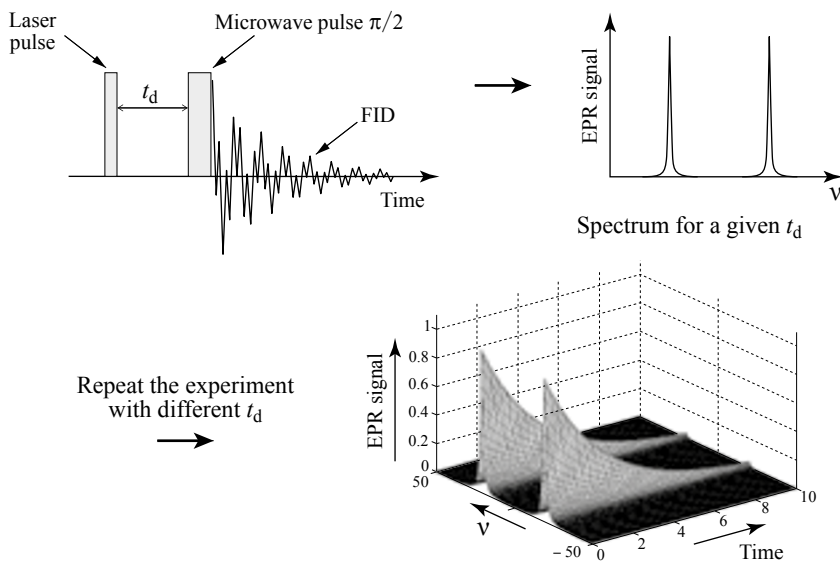 Laser
pulse
Microwave pulse π/2
t_d
FID
Time
EPR signal
ν
Spectrum for a given t_d
Repeat the experiment
with different t_d
EPR signal
1
0.8
0.6
0.4
0.2
0
50
ν
– 50
0
2
4
6
8
10
Time